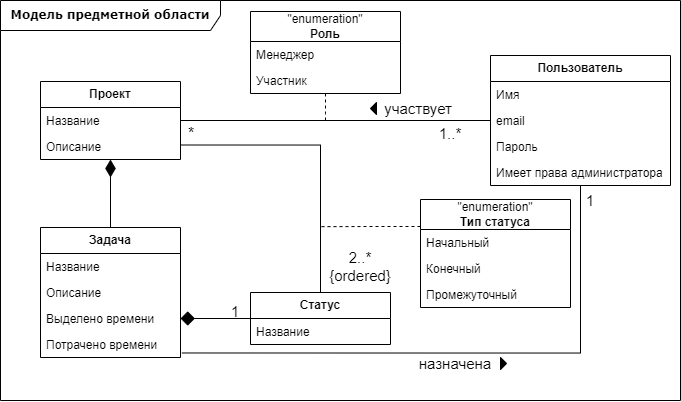 Модель предметной области
"enumeration"
Роль
Менеджер
Участник
Проект
Название
Описание
Пользователь
Имя
email
Пароль
Имеет права администратора
участвует
*
1..*
1
"enumeration"
Тип статуса
Начальный
Конечный
Промежуточный
Задача
Название
Описание
Выделено времени
Потрачено времени
2..*
{ordered}
1
Статус
Название
назначена